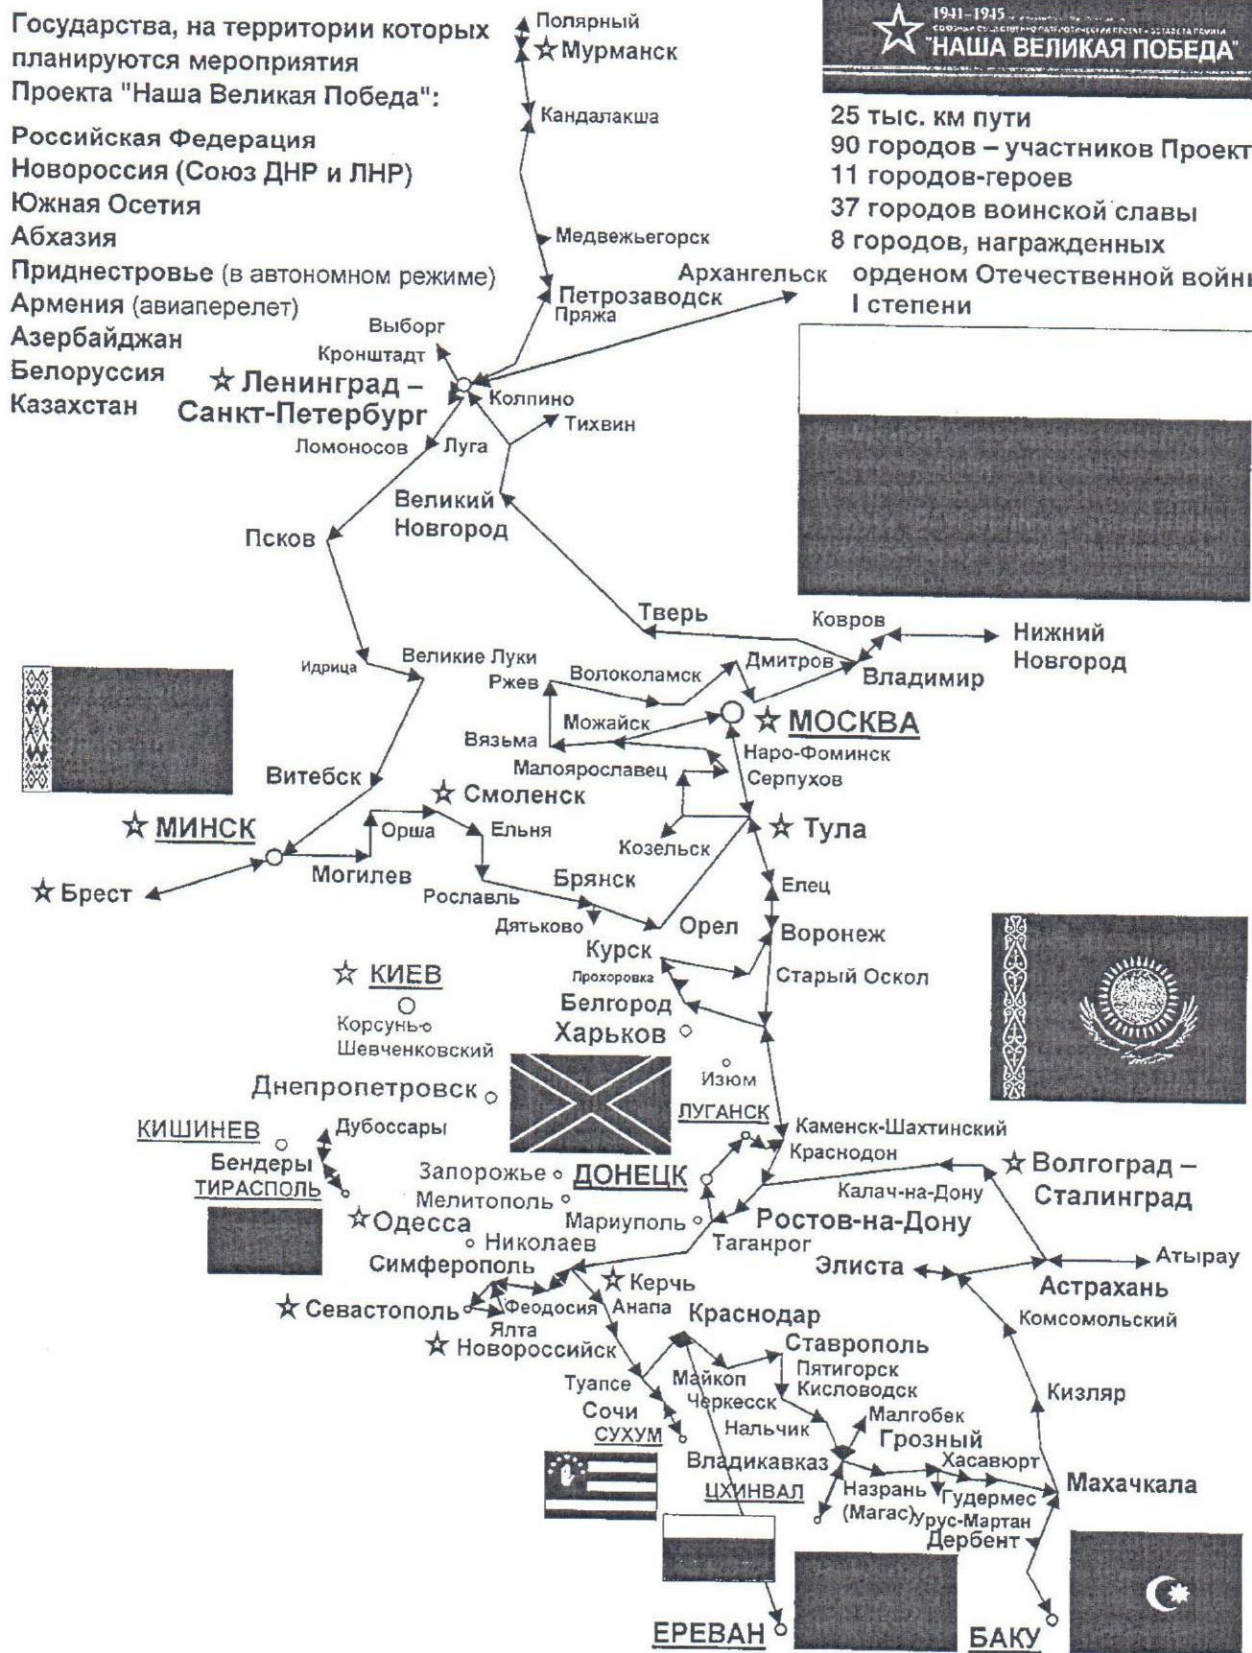 Государства, на территории которых
планируются мероприятия
Проекта "Наша Великая Победа":
Российская Федерация
Новороссия (Союз ДНР и ЛНР)
Южная Осетия
Абхазия
Приднестровье (в автономном режиме)
Армения (авиаперелет)
Азербайджан
Белоруссия
Казахстан
1941–1945
"НАША ВЕЛИКАЯ ПОБЕДА"
25 тыс. км пути
90 городов – участников Проект
11 городов-героев
37 городов воинской славы
8 городов, награжденных
орденом Отечественной войны
I степени
Полярный
Мурманск
Кандалакша
Медвежьегорск
Архангельск
Петрозаводск
Пряжа
Выборг
Кронштадт
Ленинград –
Санкт-Петербург
Колпино
Тихвин
Ломоносов
Луга
Великий
Новгород
Псков
Тверь
Ковров
Нижний
Новгород
Идрица
Великие Луки
Ржев
Волоколамск
Дмитров
Владимир
МОСКВА
Можайск
Вязьма
Наро-Фоминск
Малоярославец
Серпухов
Витебск
Смоленск
МИНСК
Орша
Ельня
Козельск
Тула
Могилев
Брест
Рославль
Брянск
Дятьково
Елец
Орел
Воронеж
Курск
Прохоровка
Старый Оскол
Белгород
КИЕВ
Корсунь
Шевченковский
Харьков
Изюм
Днепропетровск
ЛУГАНСК
КИШИНЕВ
Дубоссары
Каменск-Шахтинский
Краснодон
Бендеры
ТИРАСПОЛЬ
Запорожье
ДОНЕЦК
Волгоград –
Сталинград
Мелитополь
Калач-на-Дону
Мариуполь
Ростов-на-Дону
Одесса
Николаев
Таганрог
Симферополь
Элиста
Атырау
Астрахань
Керчь
Севастополь
Феодосия
Анапа
Ялта
Краснодар
Комсомольский
Новороссийск
Ставрополь
Туапсе
Майкоп
Пятигорск
Черкесск
Кисловодск
Кизляр
Сочи
СУХУМ
Нальчик
Малгобек
Грозный
Владикавказ
Хасавюрт
Махачкала
ЦХИНВАЛ
Назрань
(Магас)
Гудермес
Урус-Мартан
Дербент
ЕРЕВАН
БАКУ